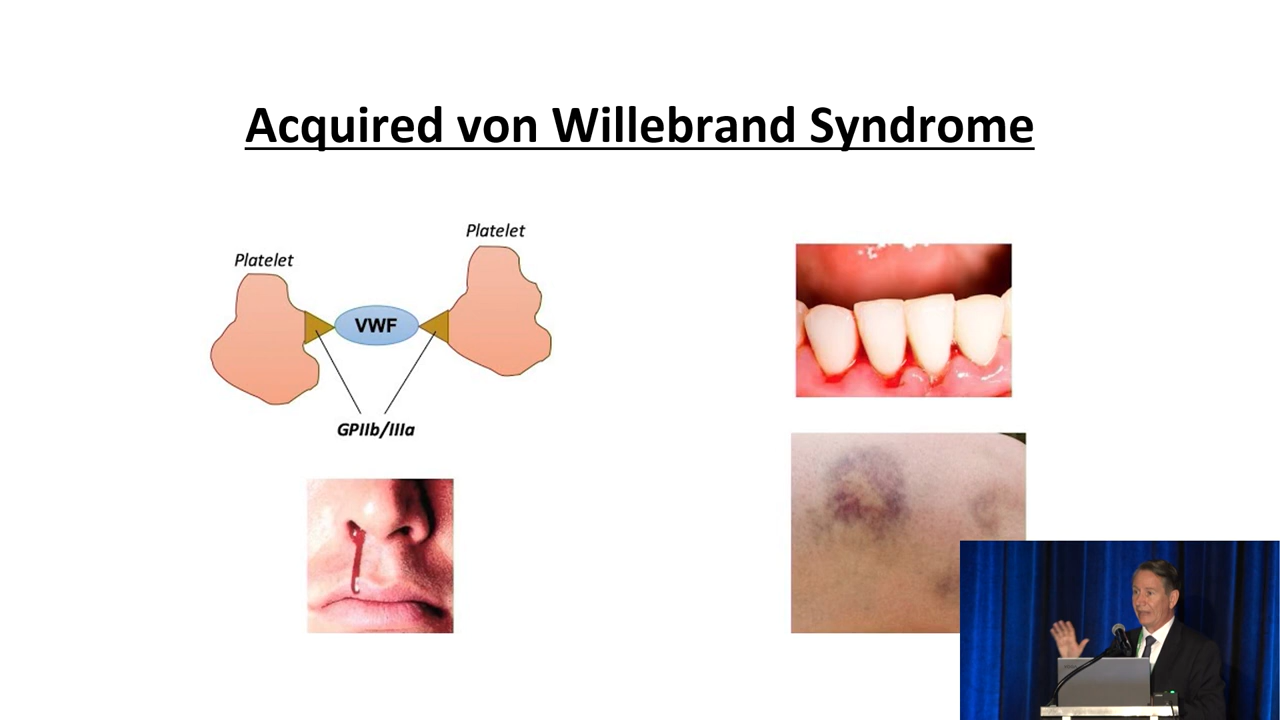 Acquired von Willebrand Syndrome
Platelet
Platelet
VWF
GPIIb/IIIa